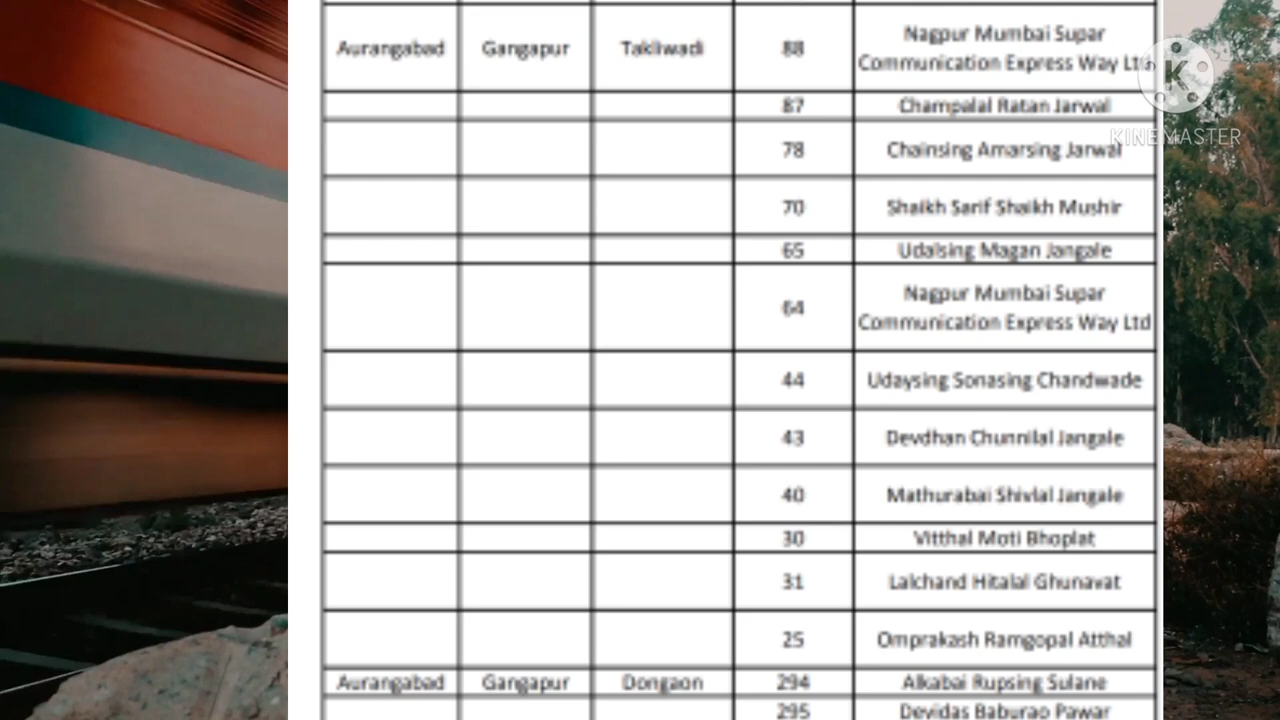 Aurangabad Gangapur Takliwadi 88 Nagpur Mumbai Supar
Communication Express Way Ltd
87 Champalal Ratan Jarwal
78 Chainsing Amarsing Jarwal
70 Shaikh Sarif Shaikh Mushir
65 Udalsing Magan Jangale
64 Nagpur Mumbai Supar
Communication Express Way Ltd
44 Udaysing Sonasing Chandwade
43 Devdhan Chunnilal Jangale
40 Mathurabai Shivlal Jangale
30 Vitthal Moti Bhoplat
31 Lalchand Hitalal Ghunavat
25 Omprakash Ramgopal Atthal
Aurangabad Gangapur Dongaon 294 Alkabai Rupsing Sulane
295 Devidas Baburao Pawar
K
KINEMASTER